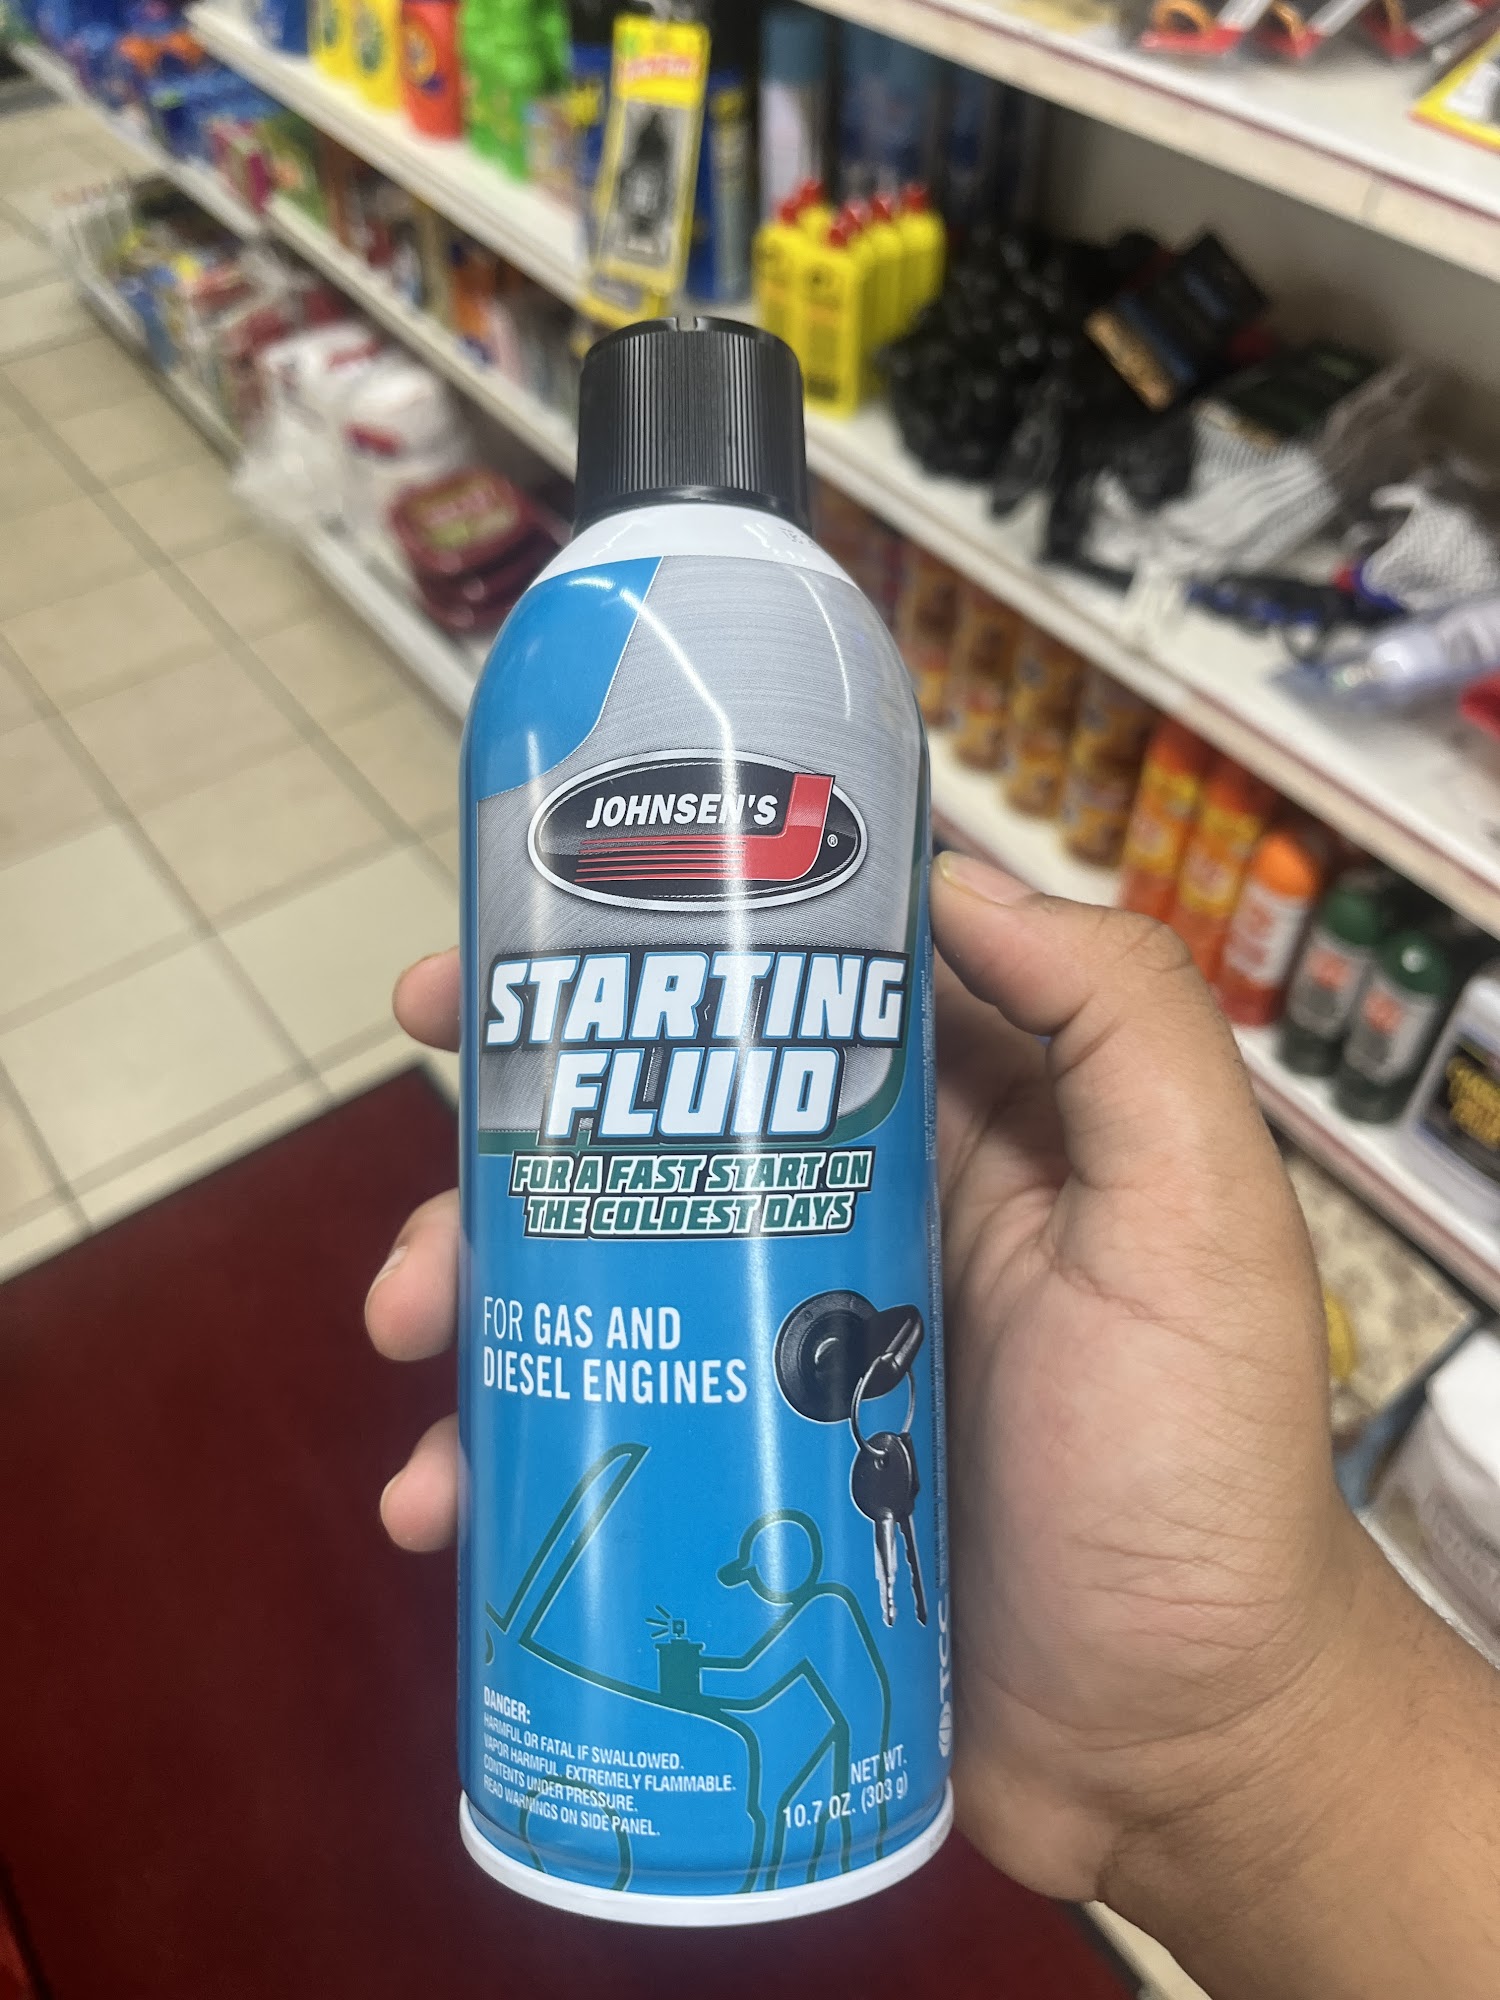 JOHNSEN'S
®
STARTING
FLUID
FOR A FAST START ON
THE COLDEST DAYS
FOR GAS AND
DIESEL ENGINES
DANGER:
HARMFUL OR FATAL IF SWALLOWED.
VAPOR HARMFUL. EXTREMELY FLAMMABLE.
CONTENTS UNDER PRESSURE.
READ WARNINGS ON SIDE PANEL.
NET WT.
10.7 OZ. (303 g)
TCC